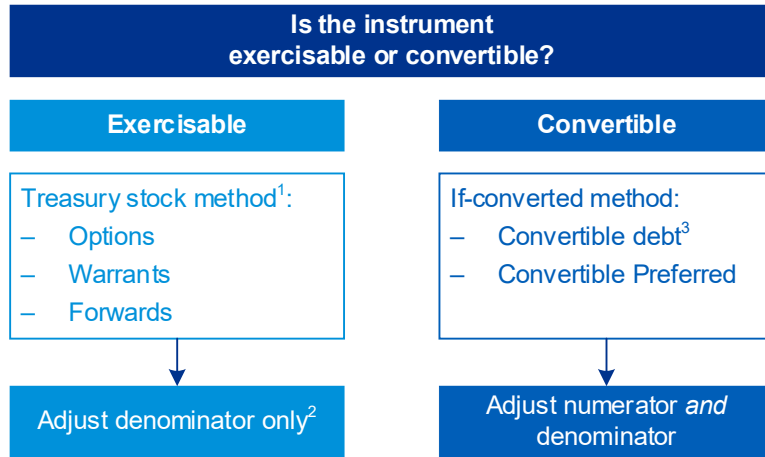 Is the instrument
exercisable or convertible?
Exercisable
Treasury stock method¹:
– Options
– Warrants
– Forwards
Adjust denominator only²
Convertible
If-converted method:
– Convertible debt³
– Convertible Preferred
Adjust numerator and
denominator